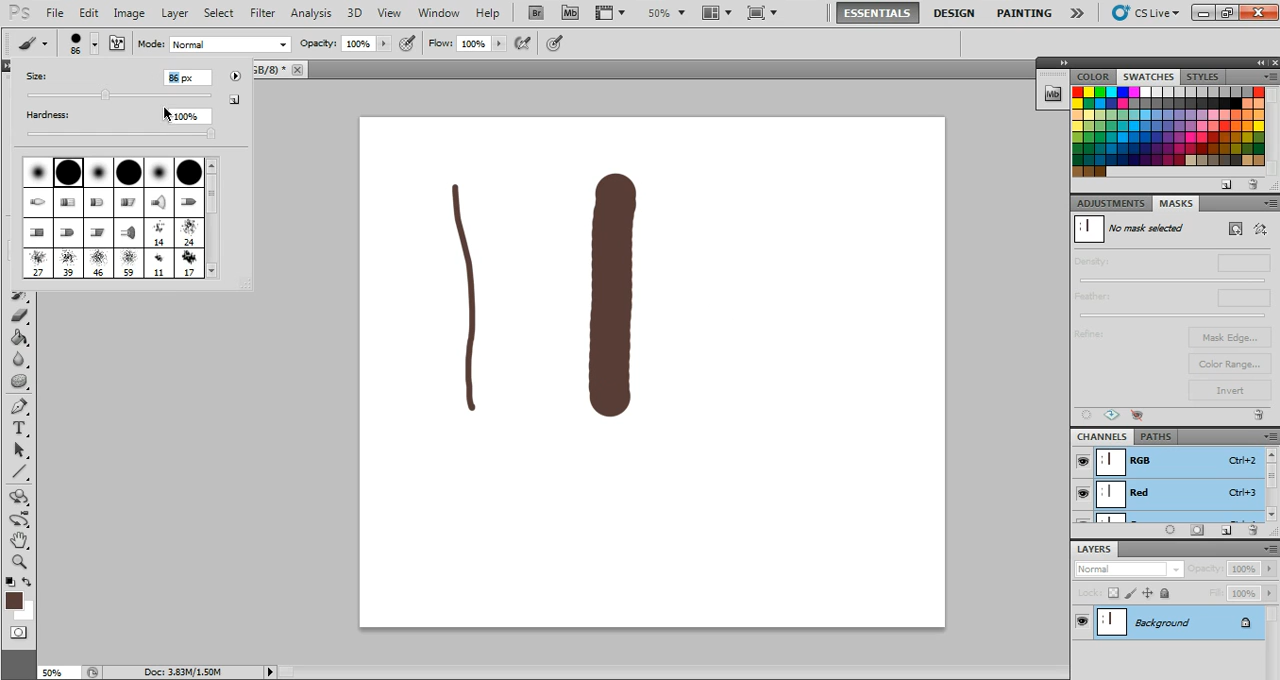 Ps File Edit Image Layer Select Filter Analysis 3D View Window Help Br Mb 50% ESSENTIALS DESIGN PAINTING CS Live
86 Mode: Normal Opacity: 100% Flow: 100%
GB/8) *
Size: 86 px
Hardness: 100%
14 24
27 39 46 59 11 17
Mb
COLOR SWATCHES STYLES
ADJUSTMENTS MASKS
No mask selected
Density:
Feather:
Refine: Mask Edge...
Color Range...
Invert
CHANNELS PATHS
RGB Ctrl+2
Red Ctrl+3
LAYERS
Normal Opacity: 100%
Lock: Fill: 100%
Background
T
50% Doc: 3.83M/1.50M